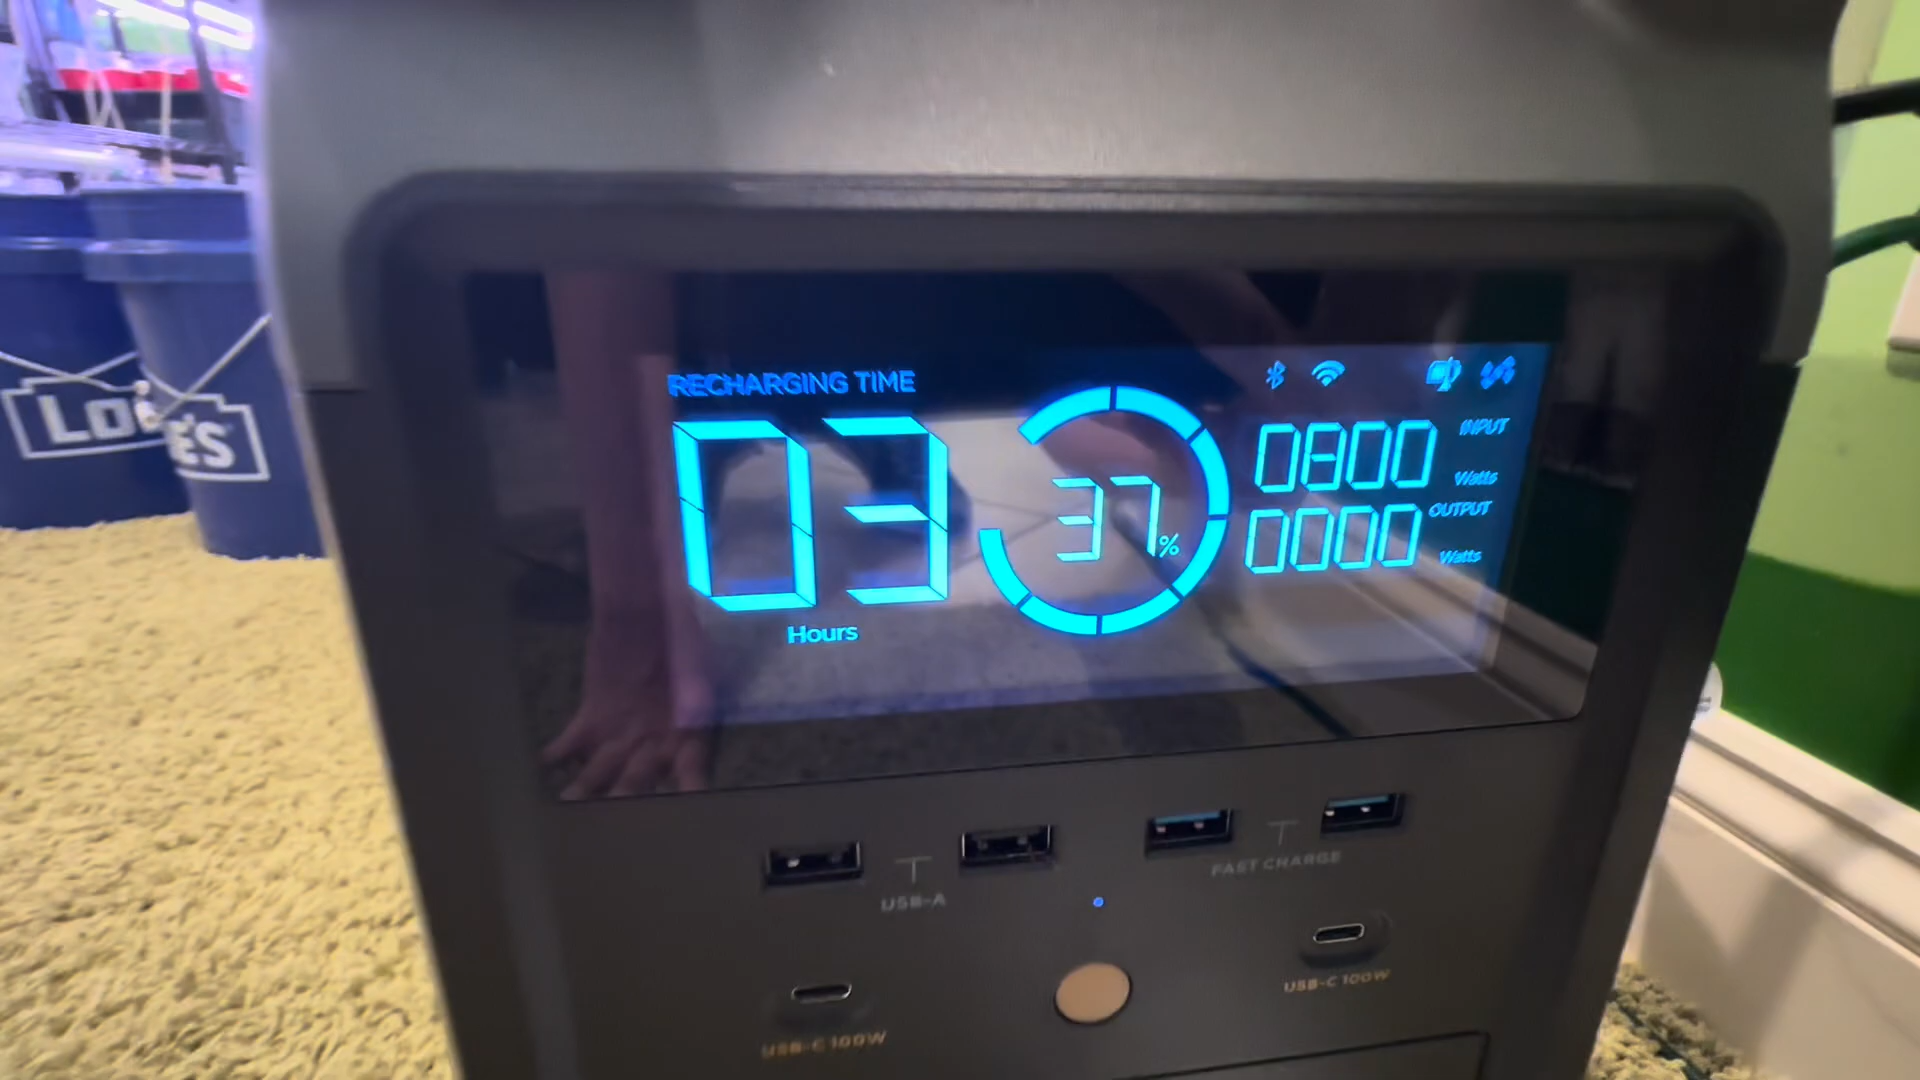 LOWE'S
RECHARGING TIME
03
Hours
37%
0800 INPUT
Watts
0000 OUTPUT
Watts
USB-A
FAST CHARGE
USB-C 100W
USB-C 100W